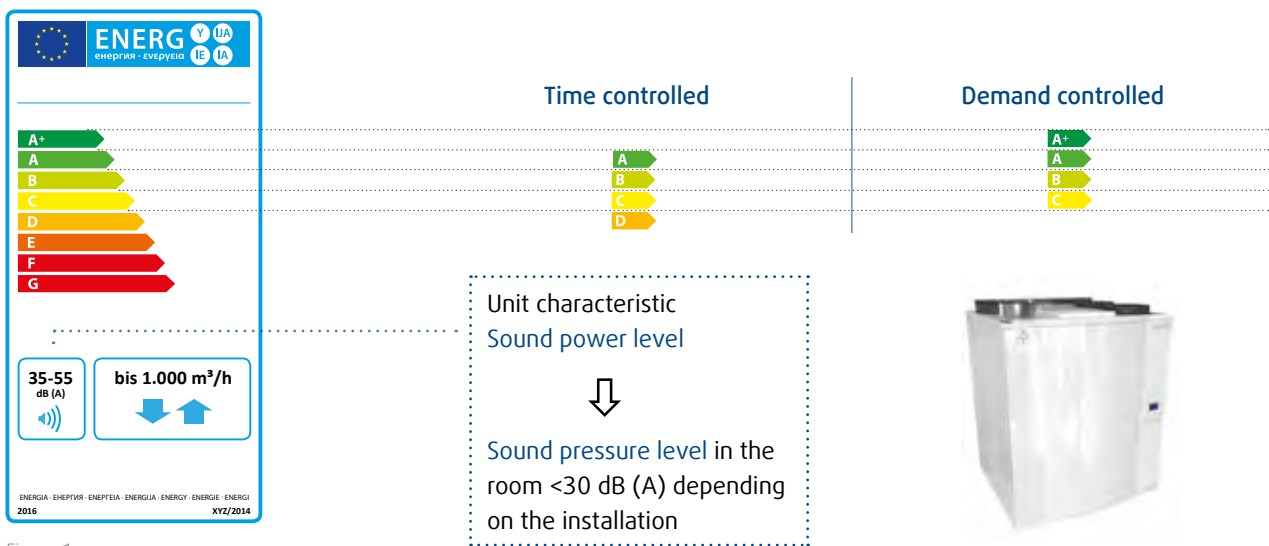 ENERG Y IJA
енергия · ενεργεια IE IA
Time controlled
Demand controlled
A+
A
B
C
D
E
F
G
A
B
C
D
A+
A
B
C
Unit characteristic
Sound power level
Sound pressure level in the
room <30 dB (A) depending
on the installation
35-55
dB (A)
bis 1.000 m³/h
ENERGIA · ЕНЕРГИЯ · ΕΝΕΡΓΕΙΑ · ENERGIJA · ENERGY · ENERGIE · ENERGI
2016
XYZ/2014